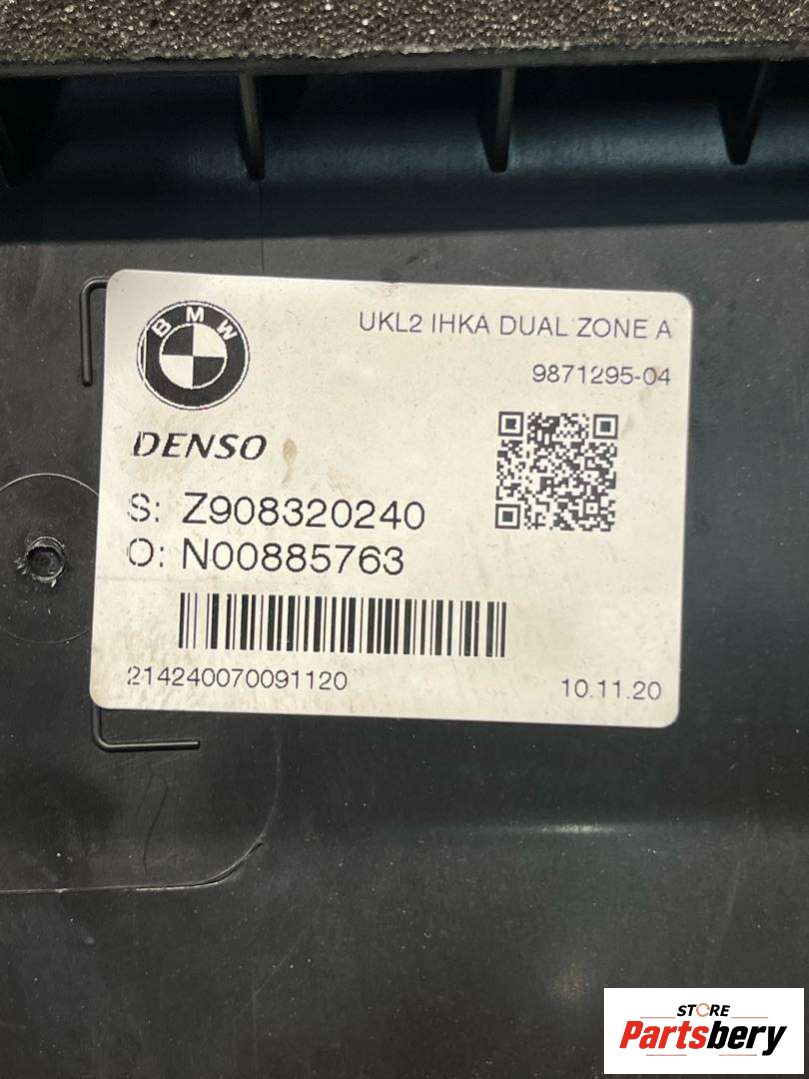 BMW
UKL2 IHKA DUAL ZONE A
9871295-04
DENSO
S: Z908320240
O: N00885763
214240070091120
10.11.20
STORE
Partsbery